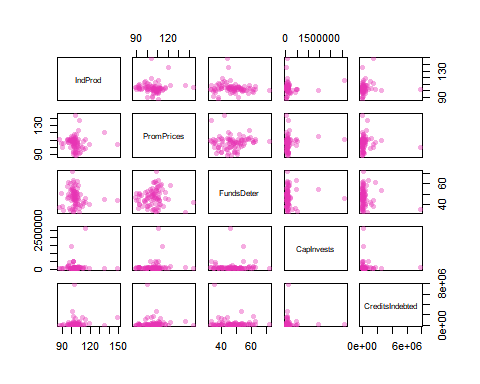 90 120
0 1500000
IndProd
90 130
90 130
PromPrices
FundsDeter
40 60
0 2500000
CapInvests
CreditsIndebted
0e+00 8e+06
90 120 150
40 60
0e+00 6e+06